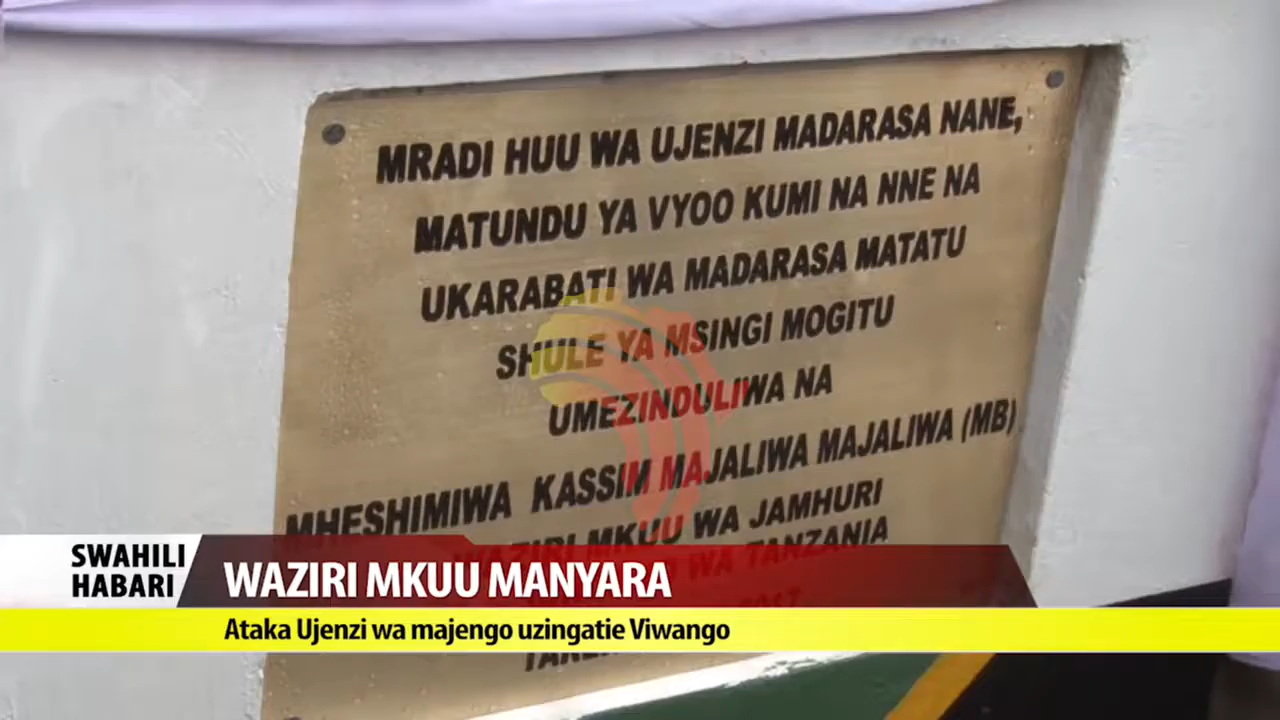 MRADI HUU WA UJENZI MADARASA NANE,
MATUNDU YA VYOO KUMI NA NNE NA
UKARABATI WA MADARASA MATATU
SHULE YA MSINGI MOGITU
UMEZINDULIWA NA
MHESHIMIWA KASSIM MAJALIWA MAJALIWA (MB)
WAZIRI MKUU WA JAMHURI
WA TANZANIA
SWAHILI
HABARI
WAZIRI MKUU MANYARA
Ataka Ujenzi wa majengo uzingatie Viwango